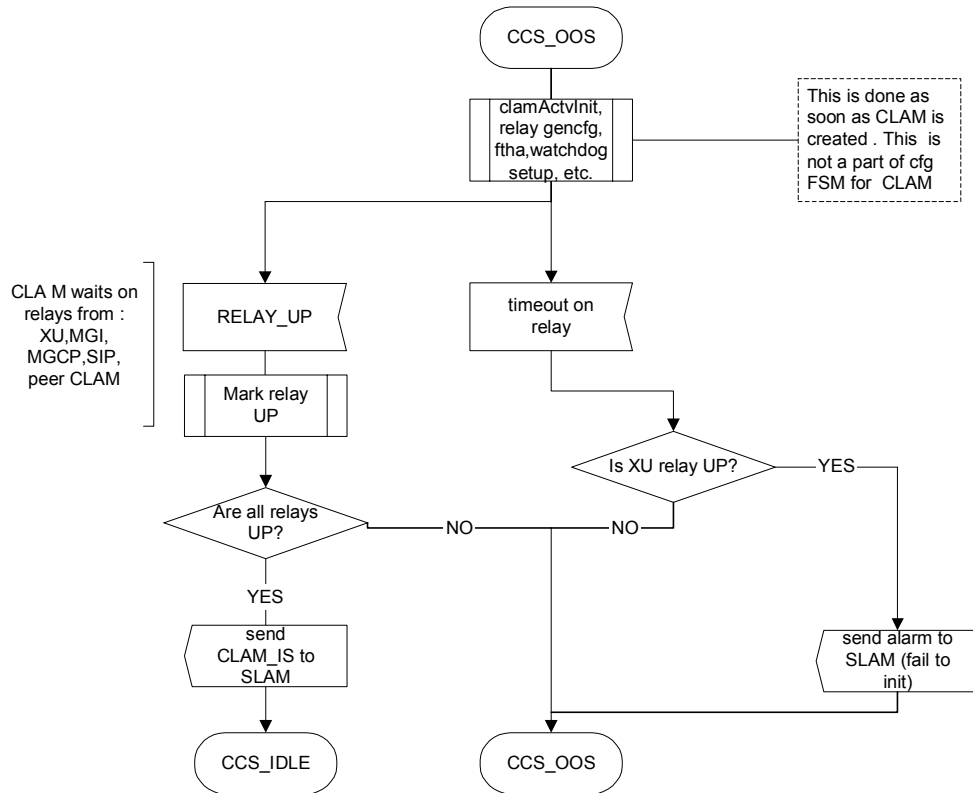 CCS_OOS
clamActvInit,
relay gencfg,
ftha,watchdog
setup, etc.
This is done as
soon as CLAM is
created . This  is
not a part of cfg
FSM for  CLAM
CLA M waits on
relays from :
XU,MGI,
MGCP,SIP,
peer CLAM
RELAY_UP
timeout on
relay
Mark relay
UP
Is XU relay UP?
YES
Are all relays
UP?
NO
NO
YES
send
CLAM_IS to
SLAM
send alarm to
SLAM (fail to
init)
CCS_IDLE
CCS_OOS